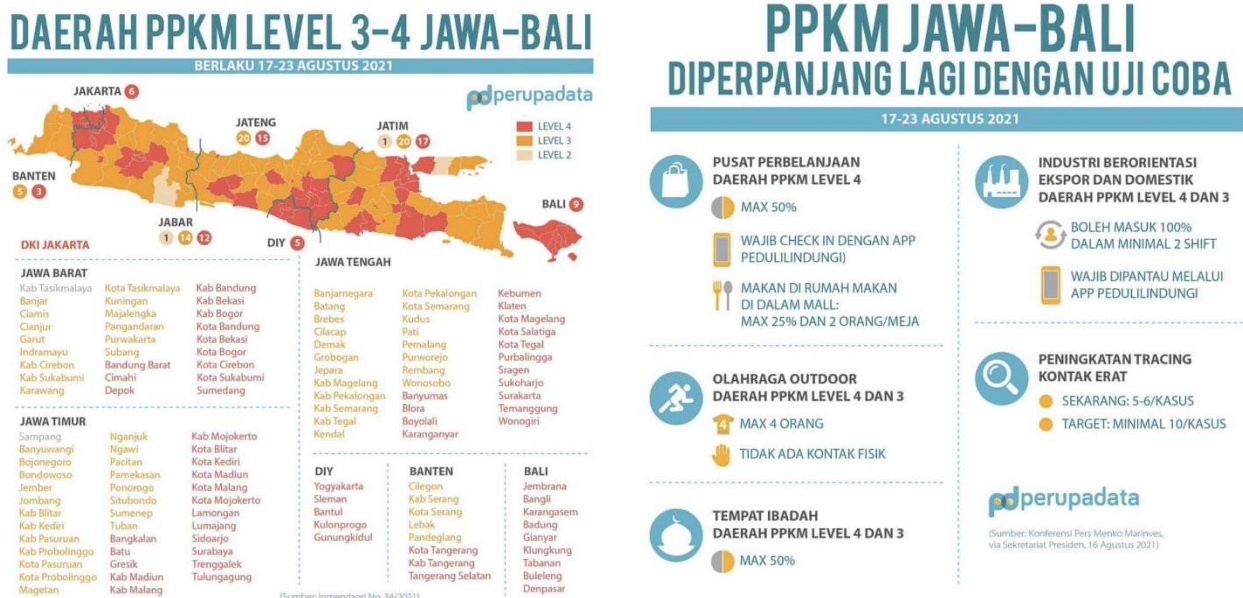 DAERAH PPKM LEVEL 3-4 JAWA-BALI
BERLAKU 17-23 AGUSTUS 2021
perupadata
LEVEL 4
LEVEL 3
LEVEL 2
JAKARTA 6
JATENG
20 15
JATIM
1 20 17
BANTEN
5 3
JABAR
1 14 12
DIY 5
BALI 9
DKI JAKARTA
JAWA BARAT
Kab Tasikmalaya
Banjar
Ciamis
Cianjur
Garut
Indramayu
Kab Cirebon
Kab Sukabumi
Karawang
Kota Tasikmalaya
Kuningan
Majalengka
Pangandaran
Purwakarta
Subang
Bandung Barat
Cimahi
Depok
Kab Bandung
Kab Bekasi
Kab Bogor
Kota Bandung
Kota Bekasi
Kota Bogor
Kota Cirebon
Kota Sukabumi
Sumedang
JAWA TENGAH
Banjarnegara
Batang
Brebes
Cilacap
Demak
Grobogan
Jepara
Kab Magelang
Kab Pekalongan
Kab Semarang
Kab Tegal
Kendal
Kota Pekalongan
Kota Semarang
Kudus
Pati
Pemalang
Purworejo
Rembang
Wonosobo
Banyumas
Blora
Boyolali
Karanganyar
Kebumen
Klaten
Kota Magelang
Kota Salatiga
Kota Tegal
Purbalingga
Sragen
Sukoharjo
Surakarta
Temanggung
Wonogiri
JAWA TIMUR
Sampang
Banyuwangi
Bojonegoro
Bondowoso
Jember
Jombang
Kab Blitar
Kab Kediri
Kab Pasuruan
Kab Probolinggo
Kota Pasuruan
Kota Probolinggo
Magetan
Nganjuk
Ngawi
Pacitan
Pamekasan
Ponorogo
Situbondo
Sumenep
Tuban
Bangkalan
Batu
Gresik
Kab Madiun
Kab Malang
Kab Mojokerto
Kota Blitar
Kota Kediri
Kota Madiun
Kota Malang
Kota Mojokerto
Lamongan
Lumajang
Sidoarjo
Surabaya
Trenggalek
Tulungagung
DIY
Yogyakarta
Sleman
Bantul
Kulonprogo
Gunungkidul
BANTEN
Cilegon
Kab Serang
Kota Serang
Lebak
Pandeglang
Kota Tangerang
Kab Tangerang
Tangerang Selatan
BALI
Jembrana
Bangli
Karangasem
Badung
Gianyar
Klungkung
Tabanan
Buleleng
Denpasar
(Sumber: Inmendagri No. 34/2021)
PPKM JAWA-BALI
DIPERPANJANG LAGI DENGAN UJI COBA
17-23 AGUSTUS 2021
PUSAT PERBELANJAAN
DAERAH PPKM LEVEL 4
MAX 50%
WAJIB CHECK IN DENGAN APP
PEDULILINDUNGI)
MAKAN DI RUMAH MAKAN
DI DALAM MALL:
MAX 25% DAN 2 ORANG/MEJA
OLAHRAGA OUTDOOR
DAERAH PPKM LEVEL 4 DAN 3
4
MAX 4 ORANG
TIDAK ADA KONTAK FISIK
TEMPAT IBADAH
DAERAH PPKM LEVEL 4 DAN 3
MAX 50%
INDUSTRI BERORIENTASI
EKSPOR DAN DOMESTIK
DAERAH PPKM LEVEL 4 DAN 3
BOLEH MASUK 100%
DALAM MINIMAL 2 SHIFT
WAJIB DIPANTAU MELALUI
APP PEDULILINDUNGI
PENINGKATAN TRACING
KONTAK ERAT
SEKARANG: 5-6/KASUS
TARGET: MINIMAL 10/KASUS
perupadata
(Sumber: Konferensi Pers Menko Marinves,
via Sekretariat Presiden, 16 Agustus 2021)